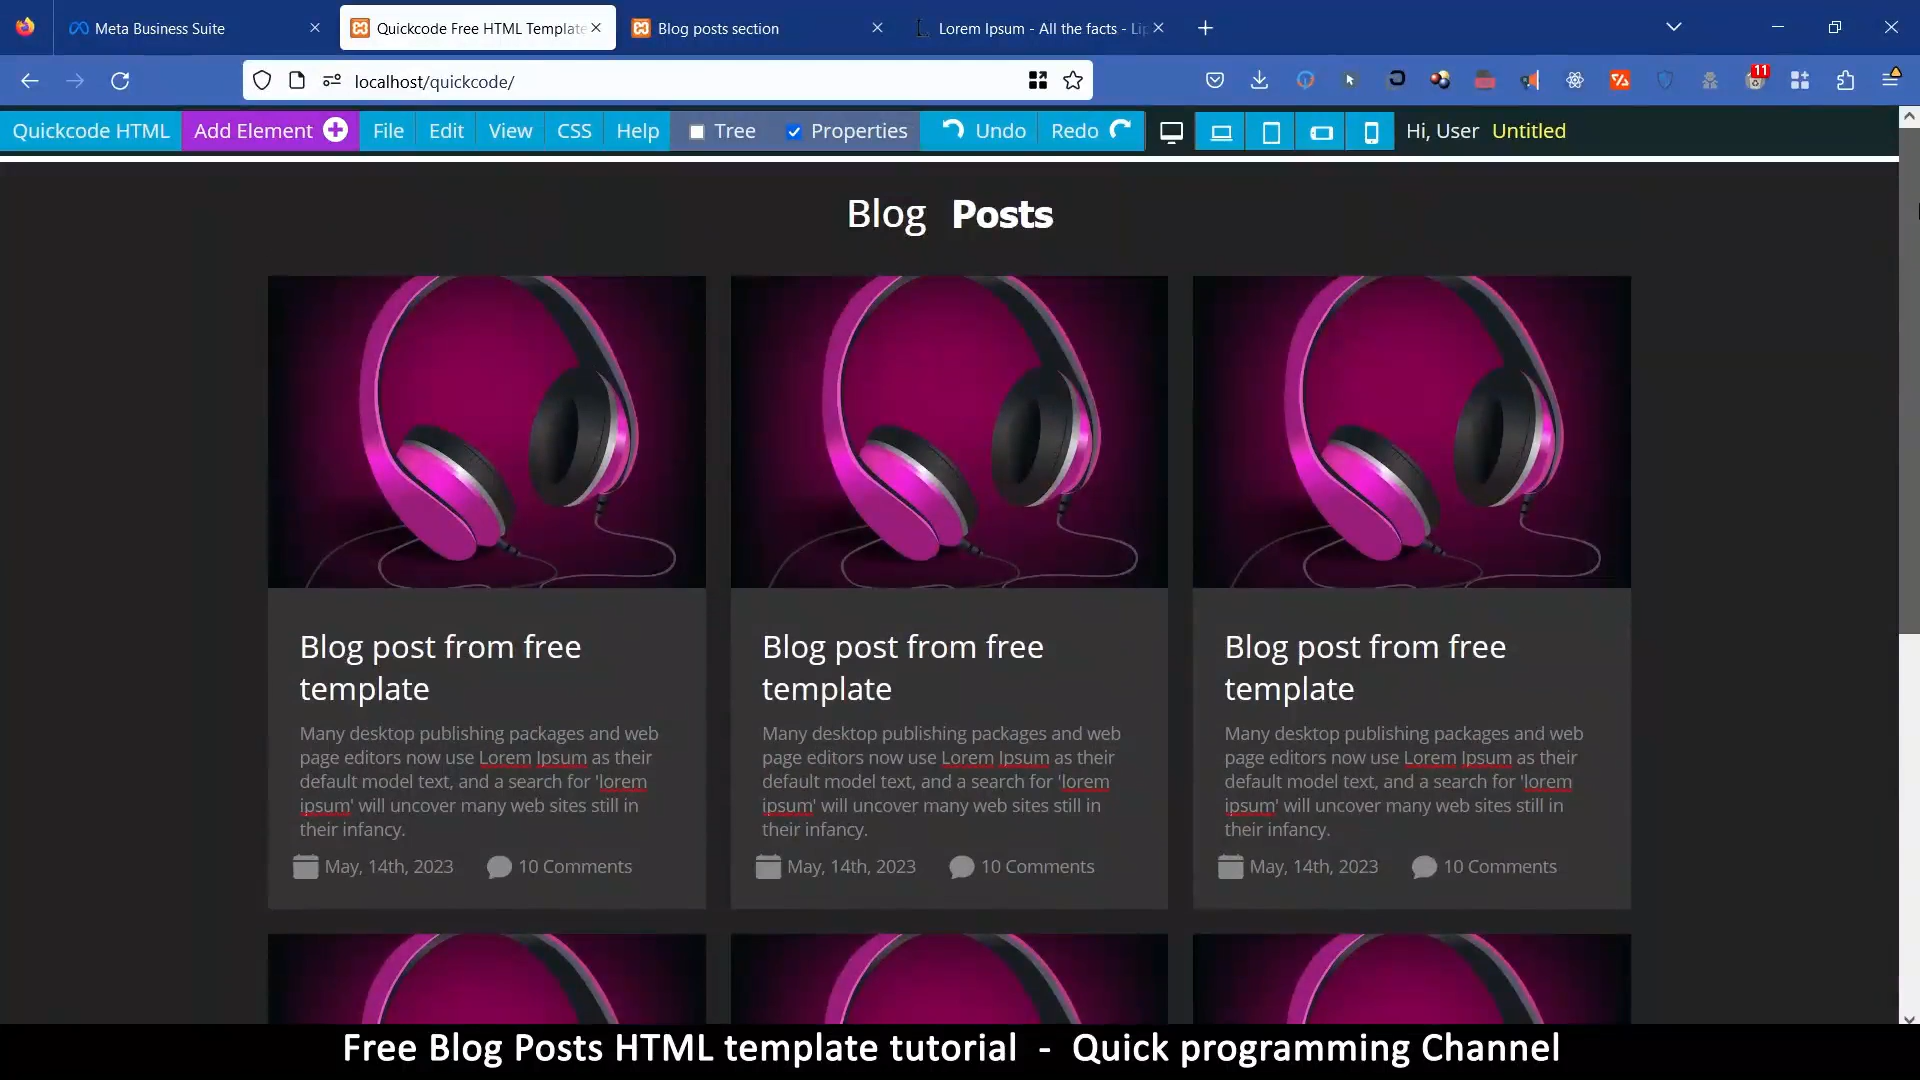 Meta Business Suite
Quickcode Free HTML Template
Blog posts section
Lorem Ipsum - All the facts - Lip
localhost/quickcode/
11
Quickcode HTML Add Element File Edit View CSS Help Tree Properties Undo Redo Hi, User Untitled
Blog Posts
Blog post from free
template
Many desktop publishing packages and web
page editors now use Lorem Ipsum as their
default model text, and a search for 'lorem
ipsum' will uncover many web sites still in
their infancy.
May, 14th, 2023 10 Comments
Blog post from free
template
Many desktop publishing packages and web
page editors now use Lorem Ipsum as their
default model text, and a search for 'lorem
ipsum' will uncover many web sites still in
their infancy.
May, 14th, 2023 10 Comments
Blog post from free
template
Many desktop publishing packages and web
page editors now use Lorem Ipsum as their
default model text, and a search for 'lorem
ipsum' will uncover many web sites still in
their infancy.
May, 14th, 2023 10 Comments
Free Blog Posts HTML template tutorial - Quick programming Channel